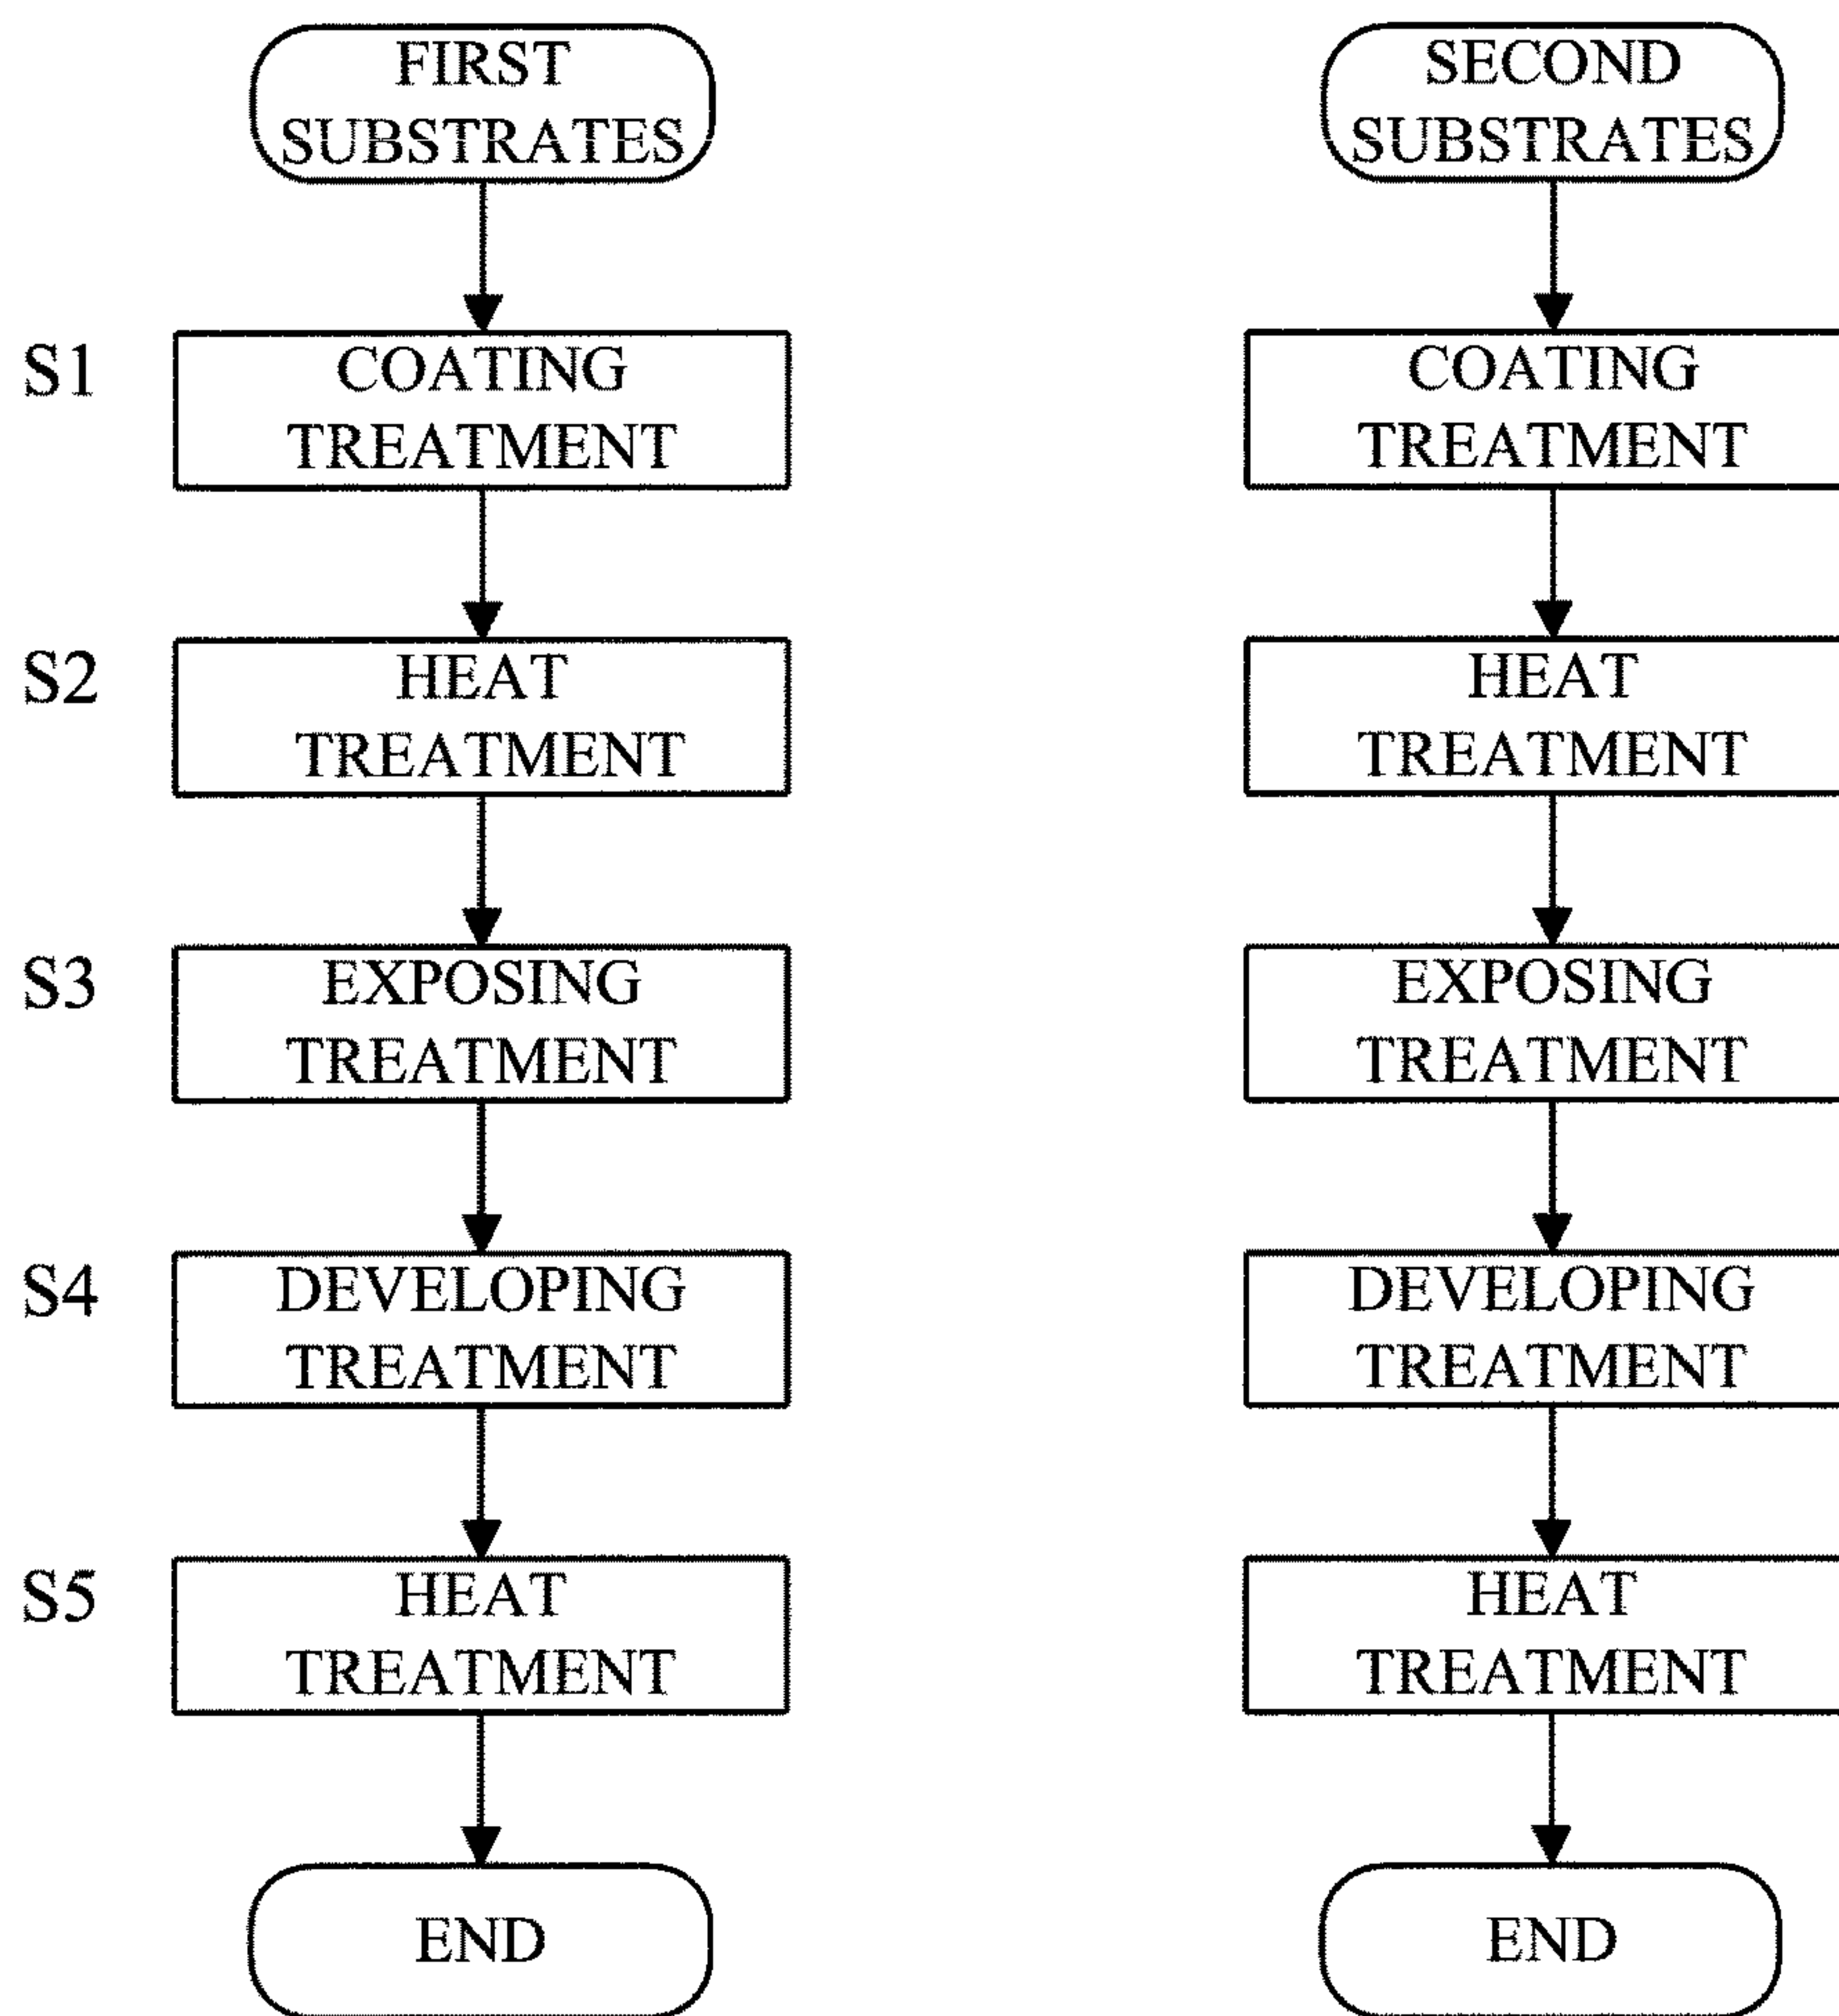 FIRST
SUBSTRATES
S1
COATING
TREATMENT
S2
HEAT
TREATMENT
S3
EXPOSING
TREATMENT
S4
DEVELOPING
TREATMENT
S5
HEAT
TREATMENT
END
SECOND
SUBSTRATES
COATING
TREATMENT
HEAT
TREATMENT
EXPOSING
TREATMENT
DEVELOPING
TREATMENT
HEAT
TREATMENT
END